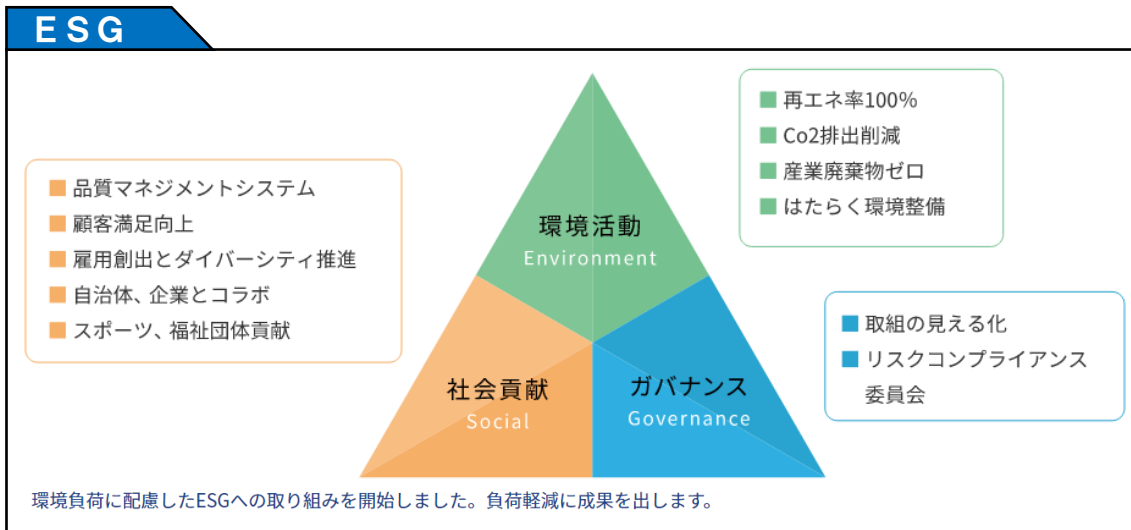 ESG
再エネ率100%
Co2排出削減
産業廃棄物ゼロ
はたらく環境整備
品質マネジメントシステム
顧客満足向上
雇用創出とダイバーシティ推進
自治体、企業とコラボ
スポーツ、福祉団体貢献
環境活動
Environment
取組の見える化
リスクコンプライアンス
委員会
社会貢献
Social
ガバナンス
Governance
環境負荷に配慮したESGへの取り組みを開始しました。負荷軽減に成果を出します。